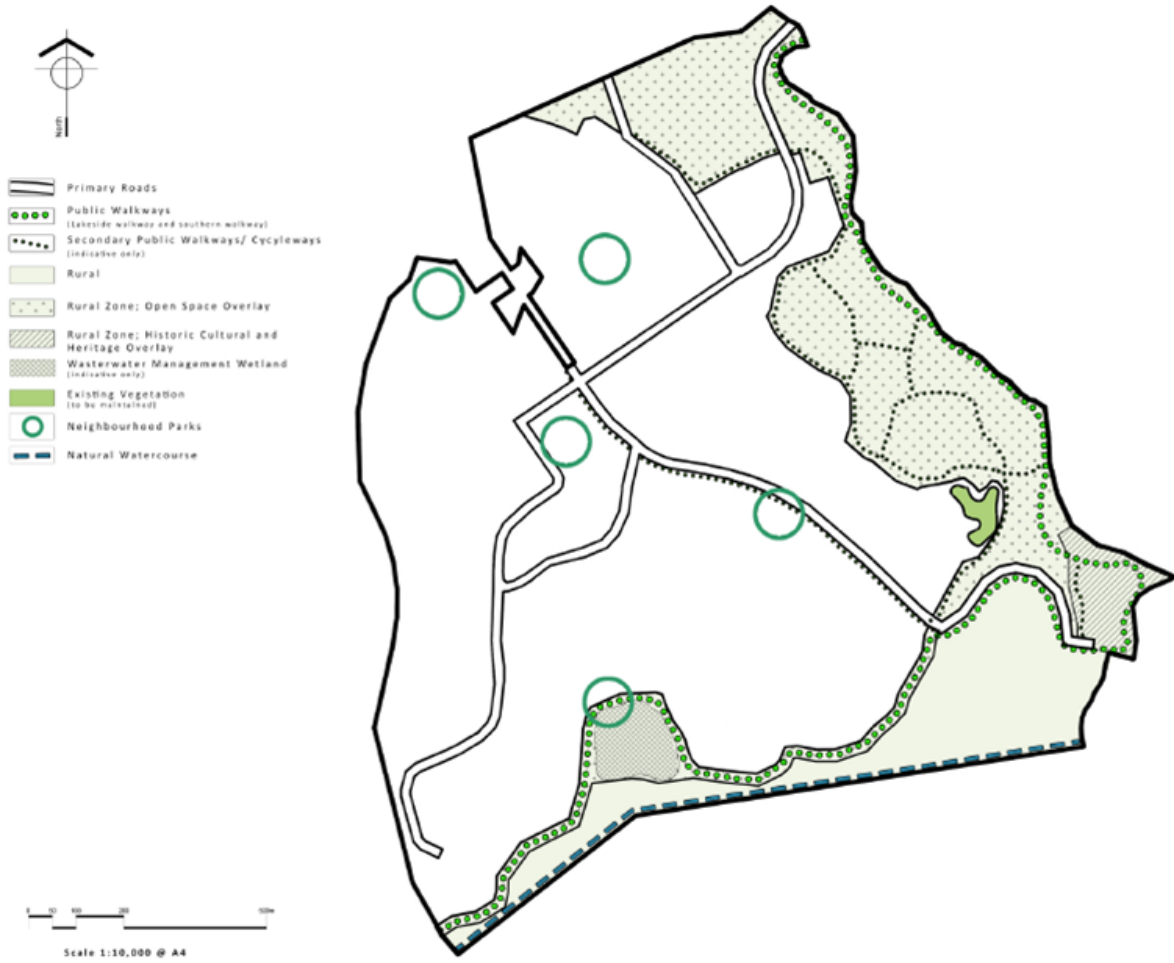 North
Primary Roads
Public Walkways
(Lakeside walkway and southern walkway)
Secondary Public Walkways/ Cycyleways
(indicative only)
Rural
Rural Zone; Open Space Overlay
Rural Zone; Historic Cultural and
Heritage Overlay
Wasterwater Management Wetland
(indicative only)
Existing Vegetation
(to be maintained)
Neighbourhood Parks
Natural Watercourse
0 50 100 200 500m
Scale 1:10,000 @ A4